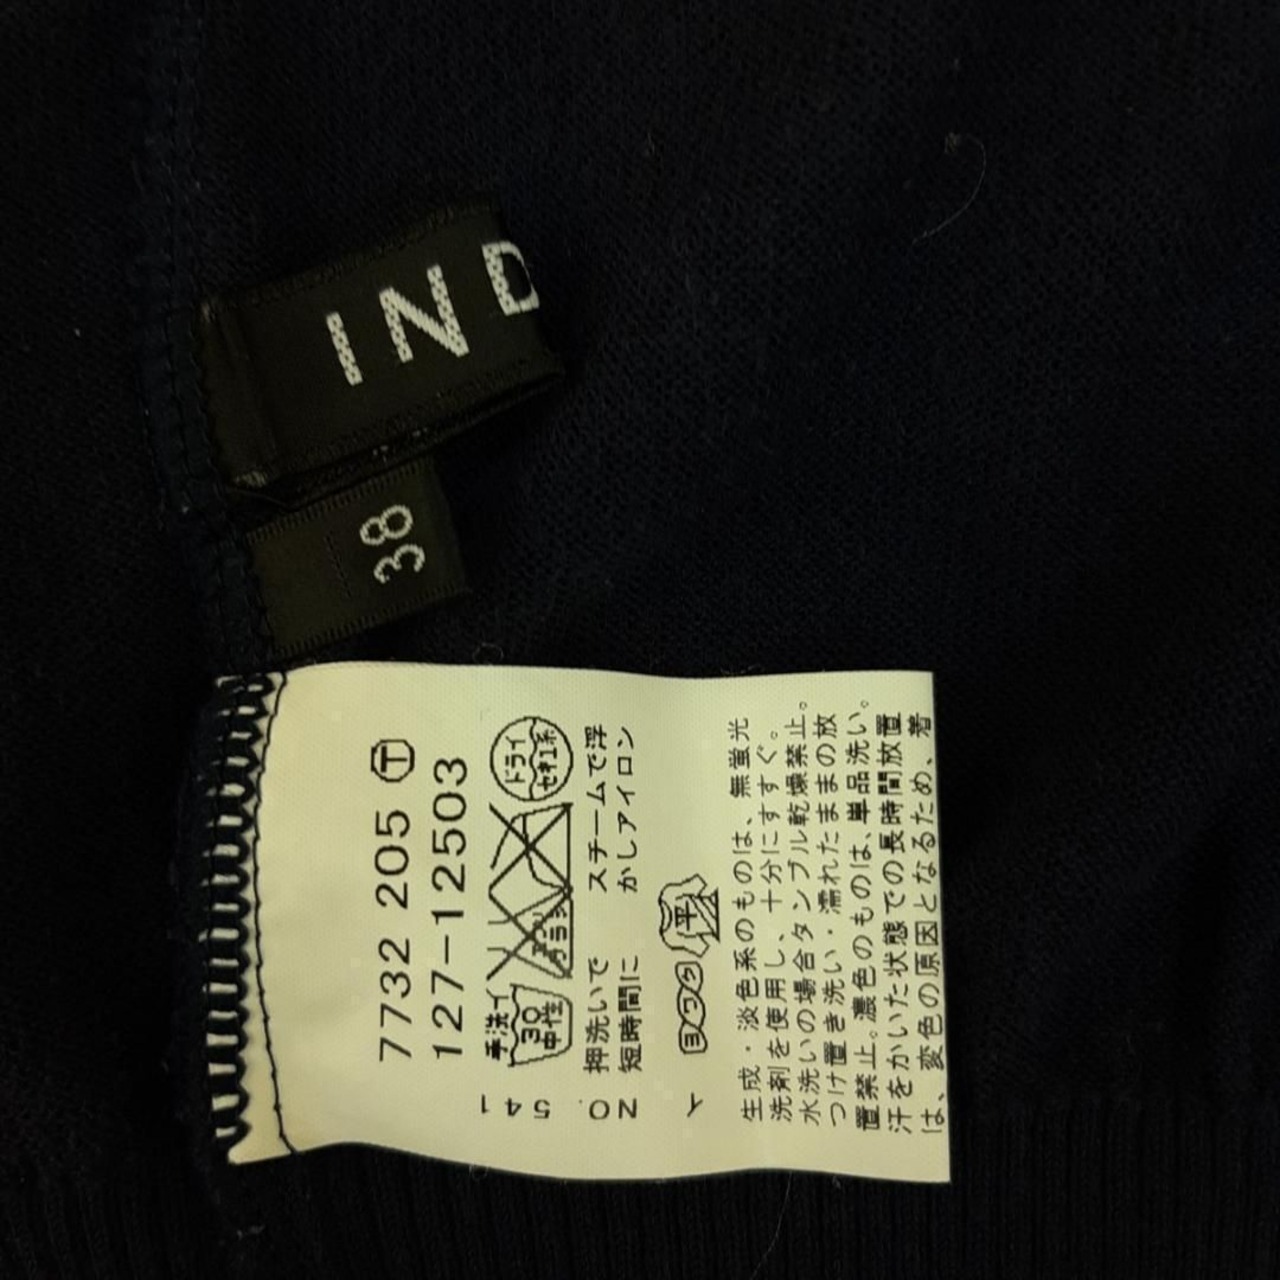 IND
38
7732 205 Ⓣ
127-12503
手洗イ
30
中性
ドライ
セキユ系
押洗いで
短時間に
スチームで浮
かしアイロン
ヨワク
平
NO. 541
生成・淡色系のものは、無蛍光
洗剤を使用し、十分にすすぐ。
水洗いの場合タンブル乾燥禁止。
つけ置き洗い・濡れたままの放
置禁止。濃色のものは、単品洗い。
汗をかいた状態での長時間放置
は、変色の原因となるため、着